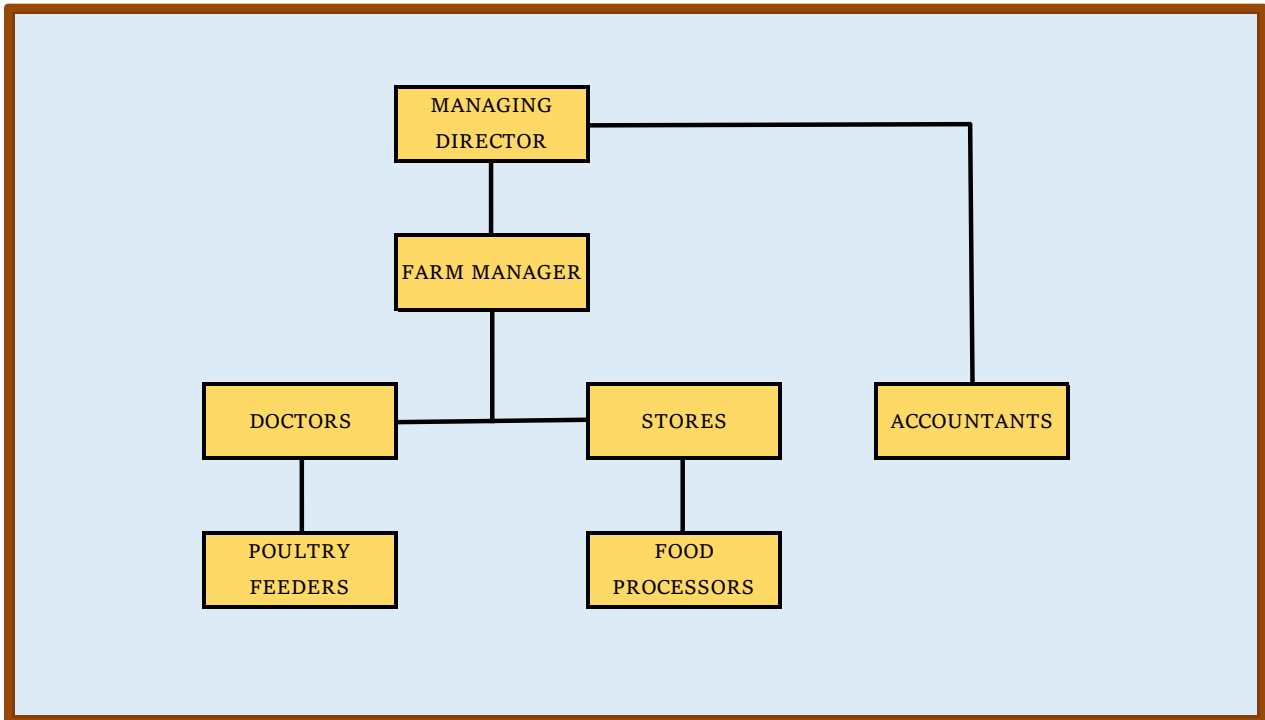 MANAGING
DIRECTOR
FARM MANAGER
DOCTORS
STORES
ACCOUNTANTS
POULTRY
FEEDERS
FOOD
PROCESSORS